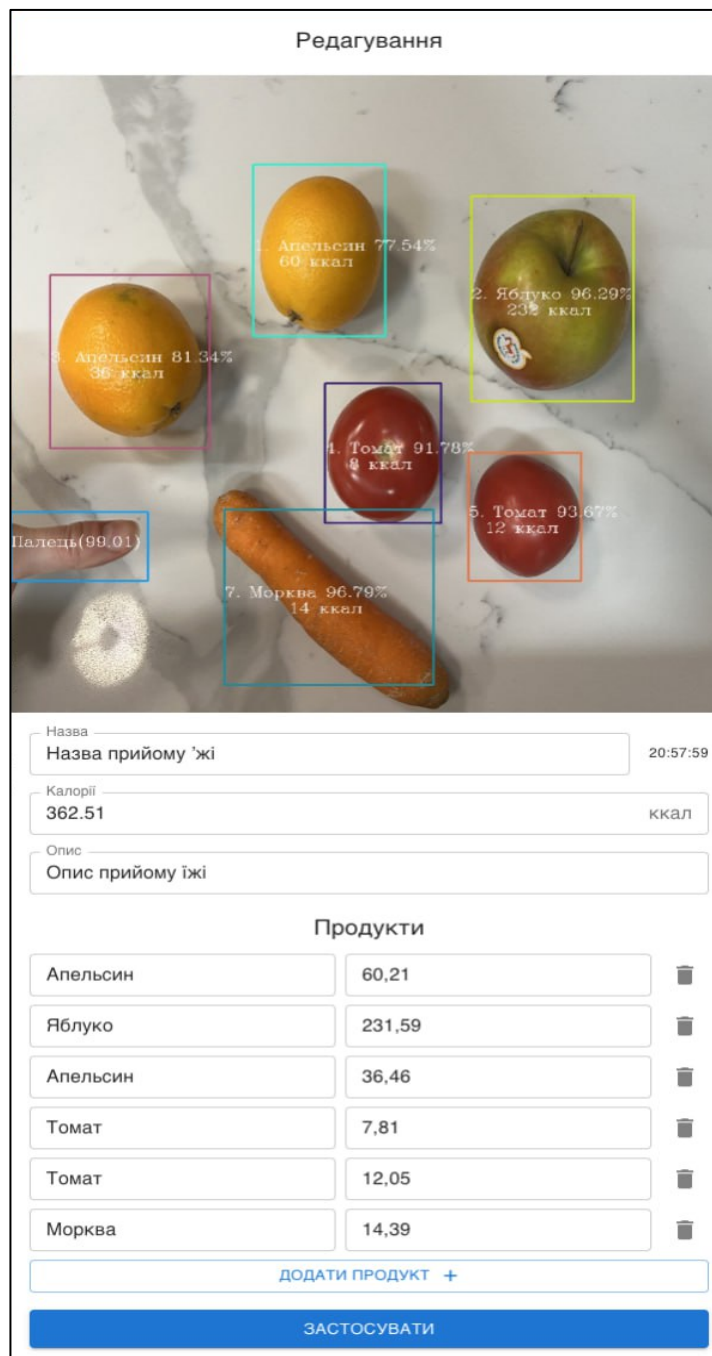 Редагування
1. Апельсин 77.54%
60 ккал
2. Яблуко 96.29%
232 ккал
3. Апельсин 81.34%
36 ккал
4. Томат 91.78%
8 ккал
5. Томат 93.67%
12 ккал
Палець(99.01)
7. Морква 96.79%
14 ккал
Назва
Назва прийому 'жі
20:57:59
Калорії
362.51 ккал
Опис
Опис прийому їжі
Продукти
Апельсин 60,21
Яблуко 231,59
Апельсин 36,46
Томат 7,81
Томат 12,05
Морква 14,39
ДОДАТИ ПРОДУКТ +
ЗАСТОСУВАТИ